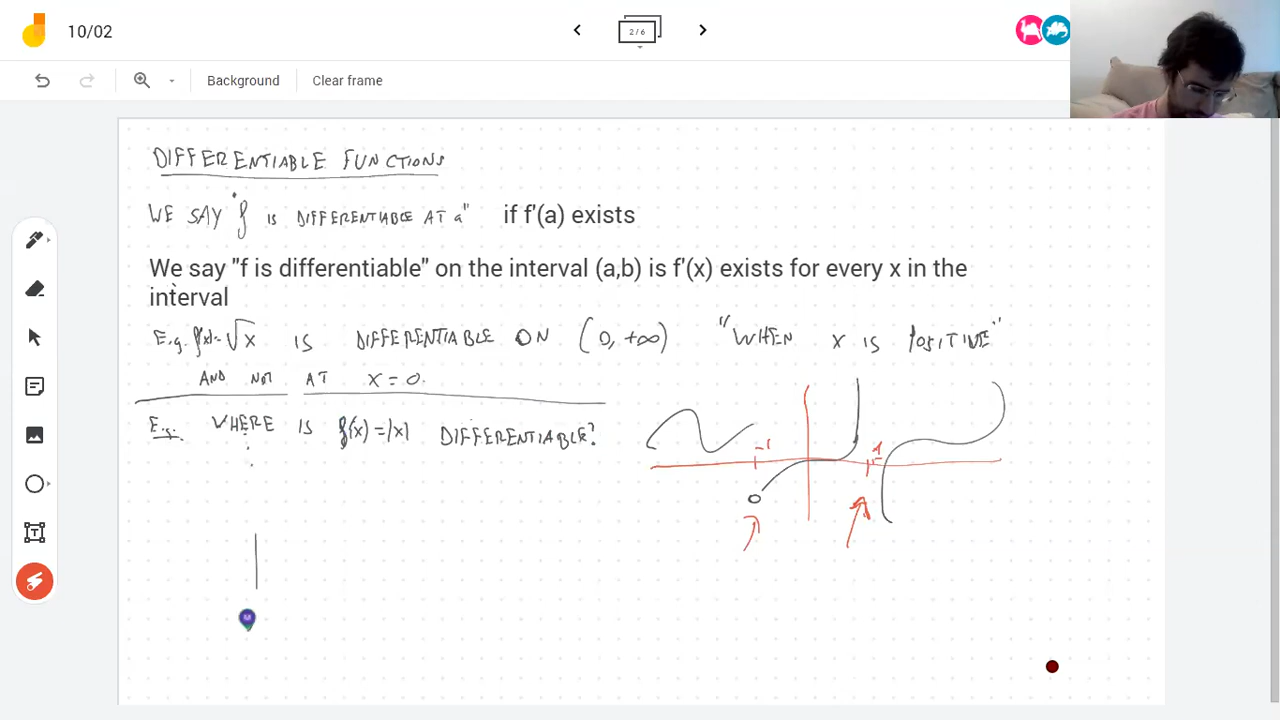 10/02
2/6
Background
Clear frame
DIFFERENTIABLE FUNCTIONS
WE SAY "f IS DIFFERENTIABLE AT a" if f'(a) exists
We say "f is differentiable" on the interval (a,b) is f'(x) exists for every x in the
interval
E.g. f(x)=√x IS DIFFERENTIABLE ON (0,+∞) "WHEN x IS POSITIVE"
AND NOT AT x = 0.
E.g. WHERE IS f(x)=|x| DIFFERENTIABLE?
-1
1
M